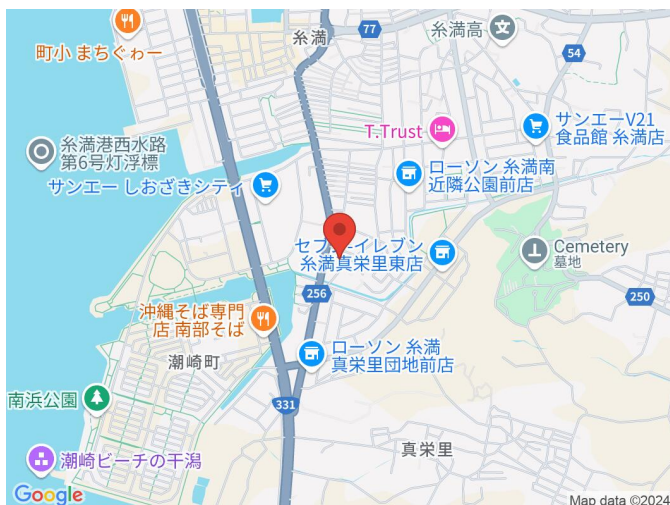 町小 まちぐゎー
糸満
77
糸満高
54
T.Trust
サンエーV21
食品館 糸満店
糸満港西水路
第6号灯浮標
サンエー しおざきシティ
ローソン 糸満南
近隣公園前店
セブン-イレブン
糸満真栄里東店
Cemetery
墓地
256
250
沖縄そば専門
店 南部そば
潮崎町
ローソン 糸満
真栄里団地前店
南浜公園
331
真栄里
潮崎ビーチの干潟
Google
Map data ©2024